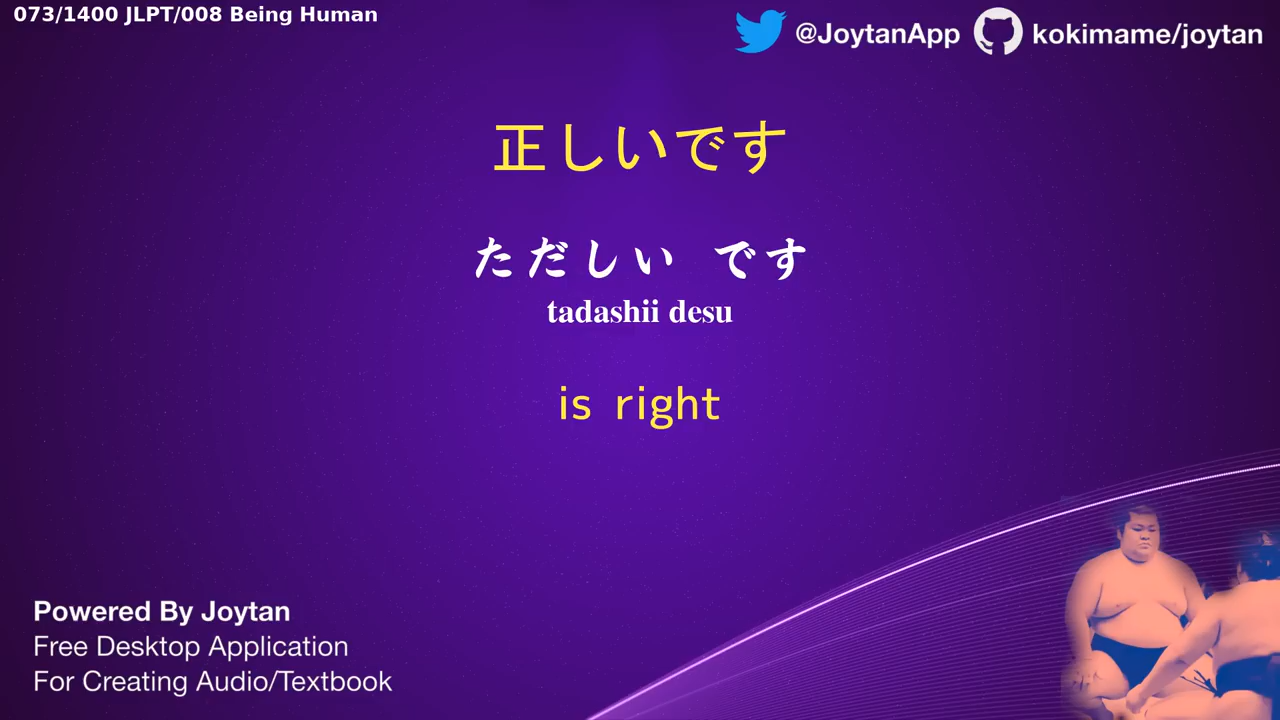 073/1400 JLPT/008 Being Human
@JoytanApp
kokimame/joytan
正しいです
ただしい です
tadashii desu
is right
Powered By Joytan
Free Desktop Application
For Creating Audio/Textbook